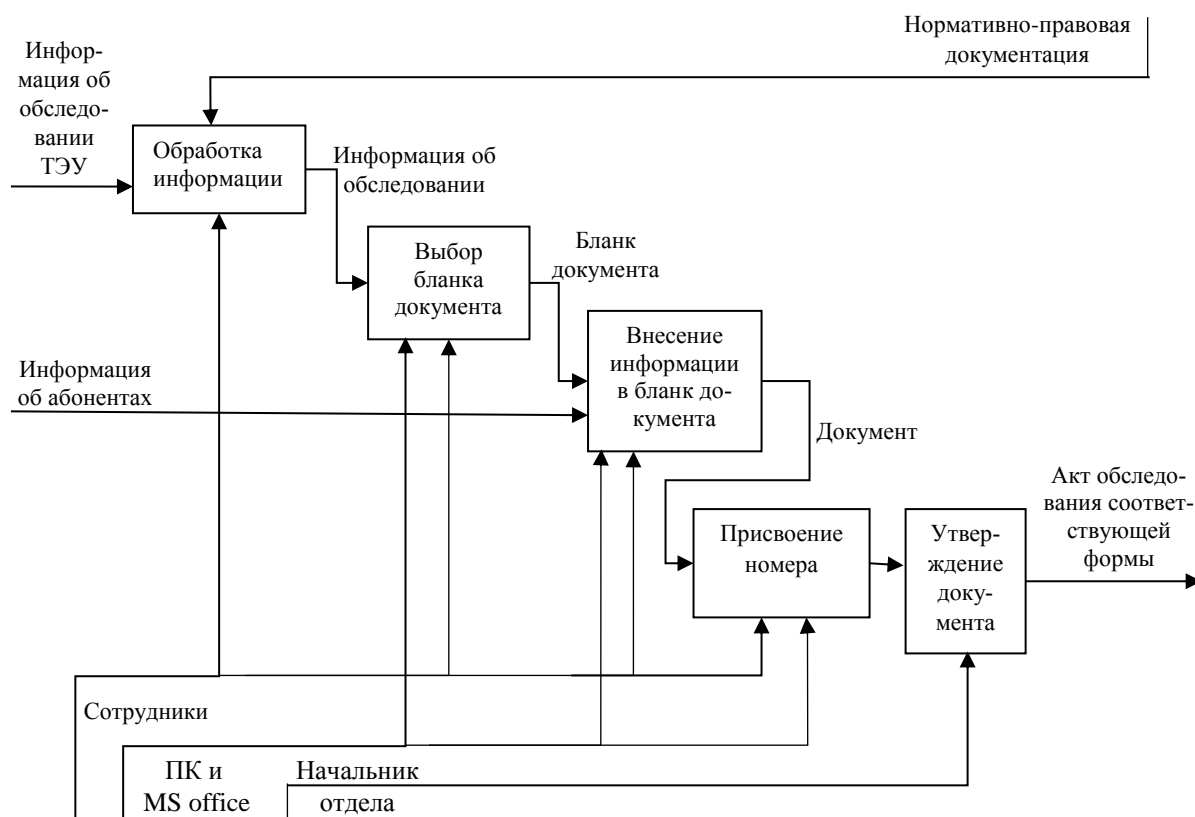 Нормативно-правовая
документация
Инфор-
мация об
обследо-
вании
ТЭУ
Обработка
информации
Информация об
обследовании
Выбор
бланка
документа
Бланк
документа
Внесение
информации
в бланк до-
кумента
Информация
об абонентах
Документ
Присвоение
номера
Утвер-
ждение
доку-
мента
Акт обследо-
вания соответ-
ствующей
формы
Сотрудники
ПК и
MS office
Начальник
отдела